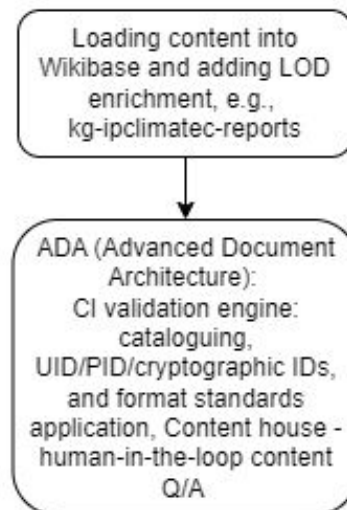 Loading content into
Wikibase and adding LOD
enrichment, e.g.,
kg-ipclimatec-reports
ADA (Advanced Document
Architecture):
CI validation engine:
cataloguing,
UID/PID/cryptographic IDs,
and format standards
application, Content house -
human-in-the-loop content
Q/A